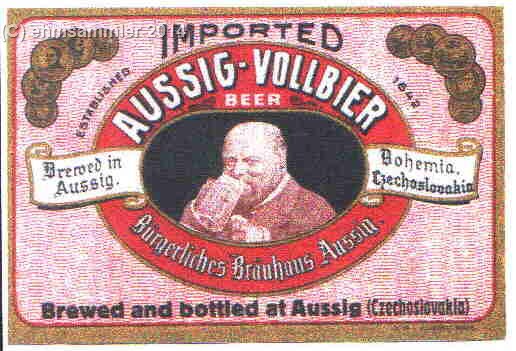 (C) ehmsammler 2014
IMPORTED
ESTABLISHED
1842
AUSSIG-VOLLBIER
BEER
Brewed in
Aussig.
Bohemia.
Czechoslovakia
Bürgerliches Bräuhaus Aussig.
Brewed and bottled at Aussig (Czechoslovakia)